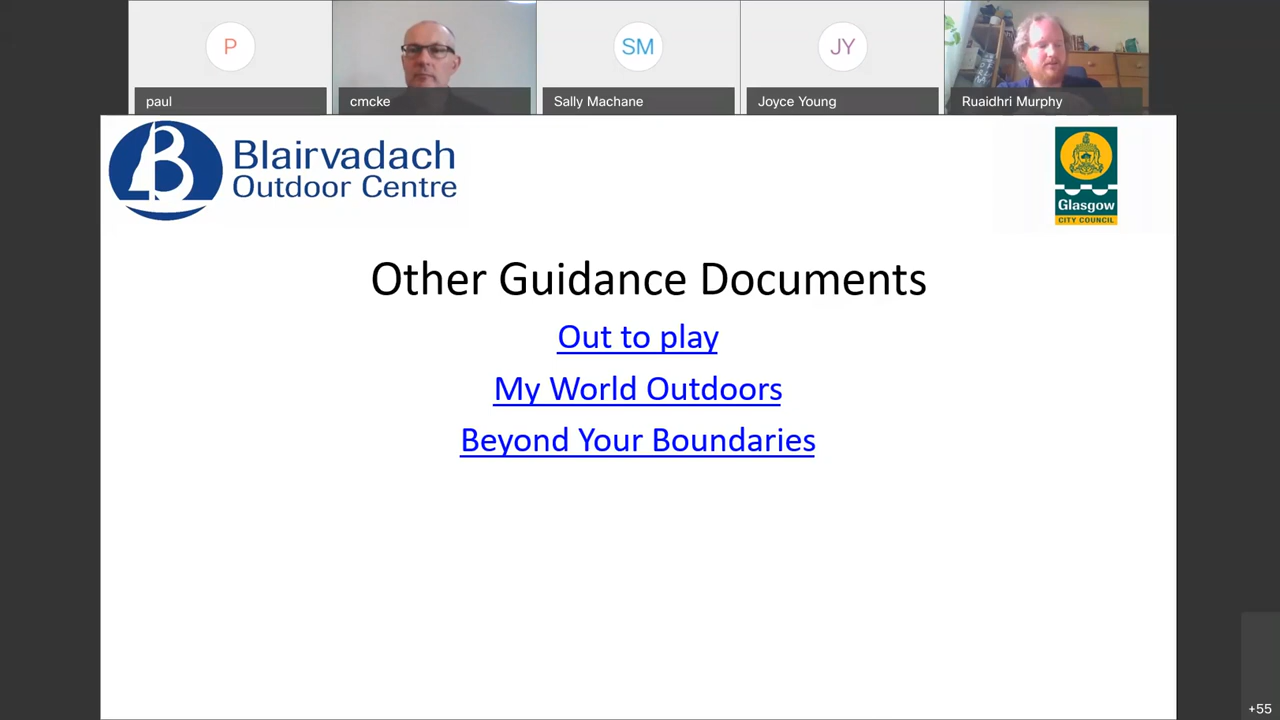 P
SM
JY
paul
cmcke
Sally Machane
Joyce Young
Ruaidhri Murphy
B
Blairvadach
Outdoor Centre
Glasgow
CITY COUNCIL
Other Guidance Documents
Out to play
My World Outdoors
Beyond Your Boundaries
+55